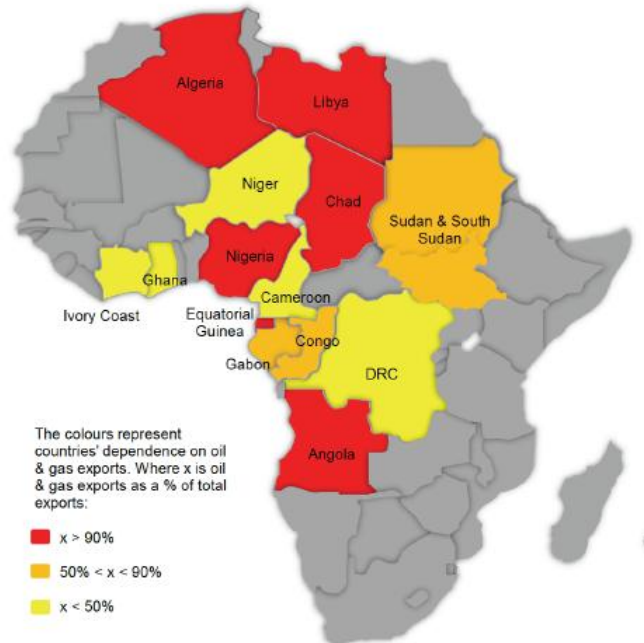 Algeria
Libya
Niger
Chad
Sudan & South
Sudan
Nigeria
Ghana
Cameroon
Ivory Coast
Equatorial
Guinea
Congo
Gabon
DRC
Angola
The colours represent
countries' dependence on oil
& gas exports. Where x is oil
& gas exports as a % of total
exports:
x > 90%
50% < x < 90%
x < 50%